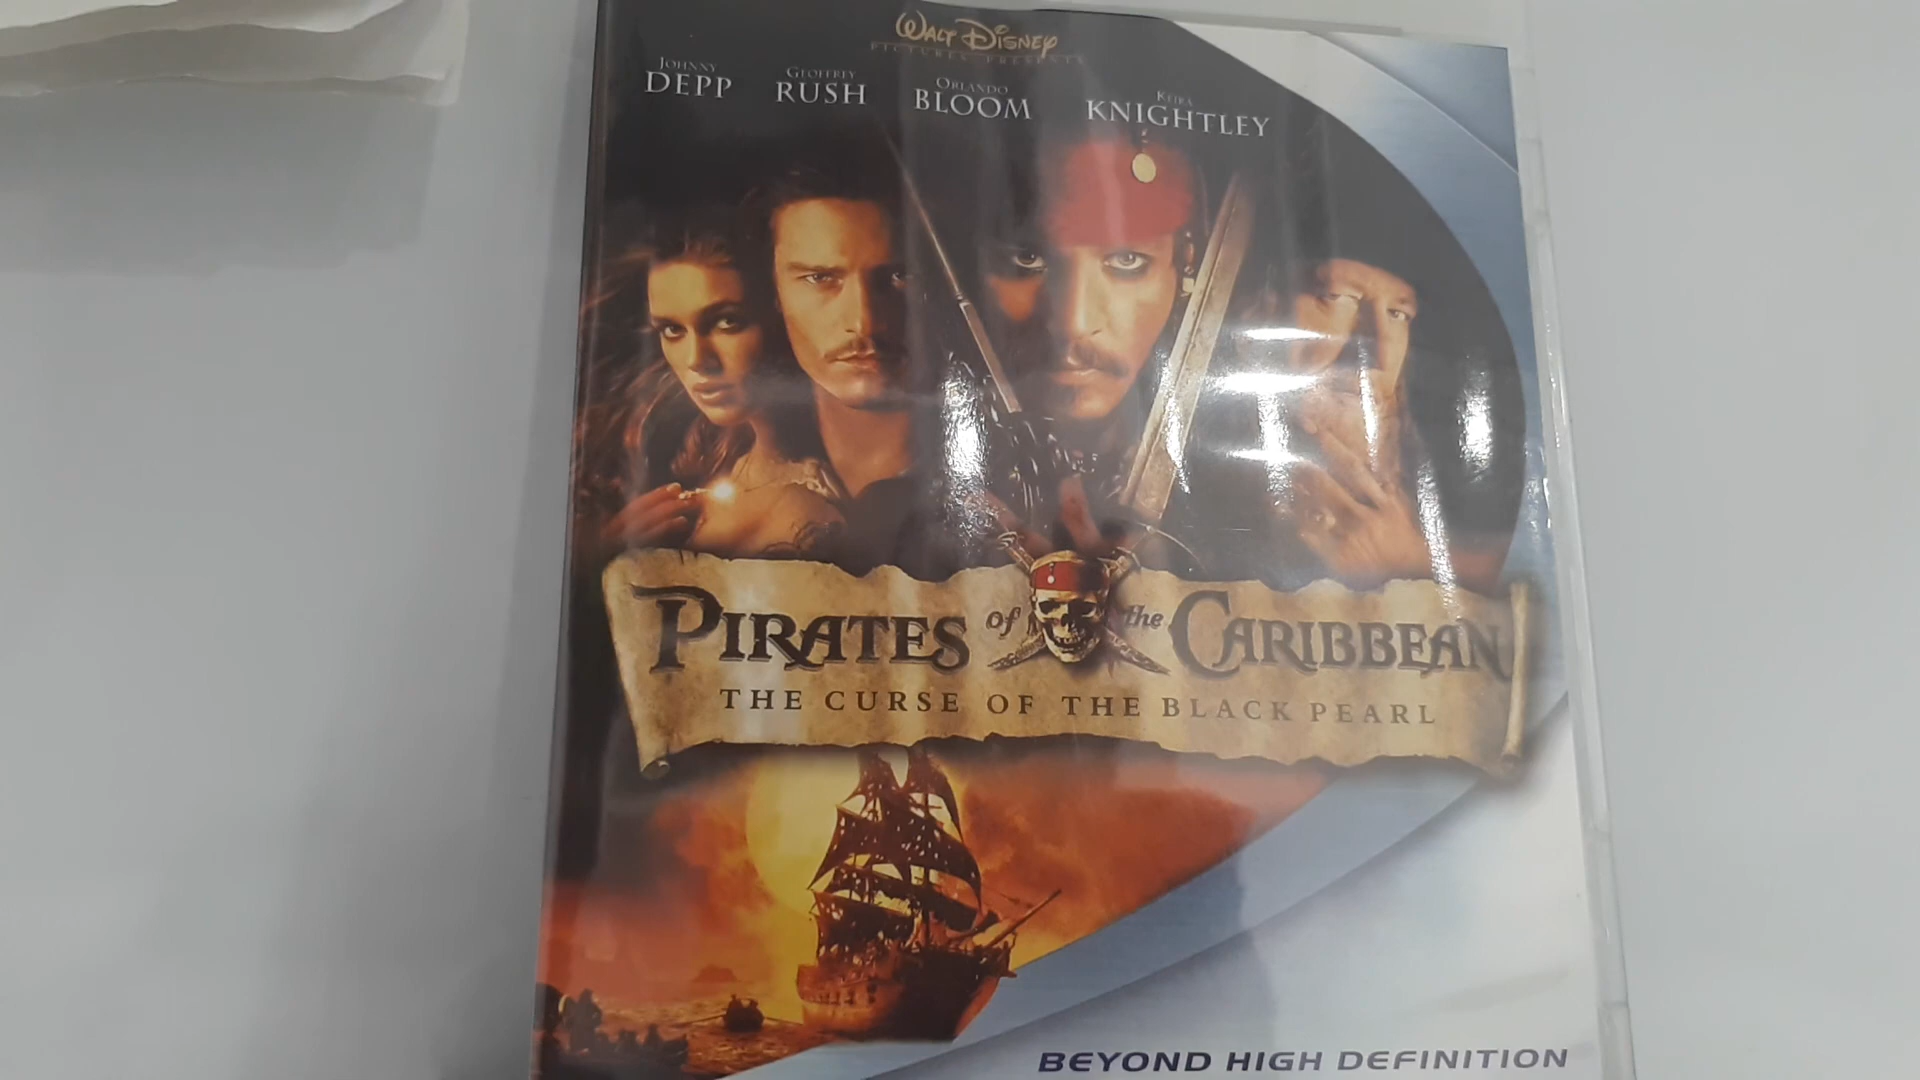 WALT DISNEY
PICTURES PRESENTS
JOHNNY DEPP
GEOFFREY RUSH
ORLANDO BLOOM
KEIRA KNIGHTLEY
PIRATES of the CARIBBEAN
THE CURSE OF THE BLACK PEARL
BEYOND HIGH DEFINITION